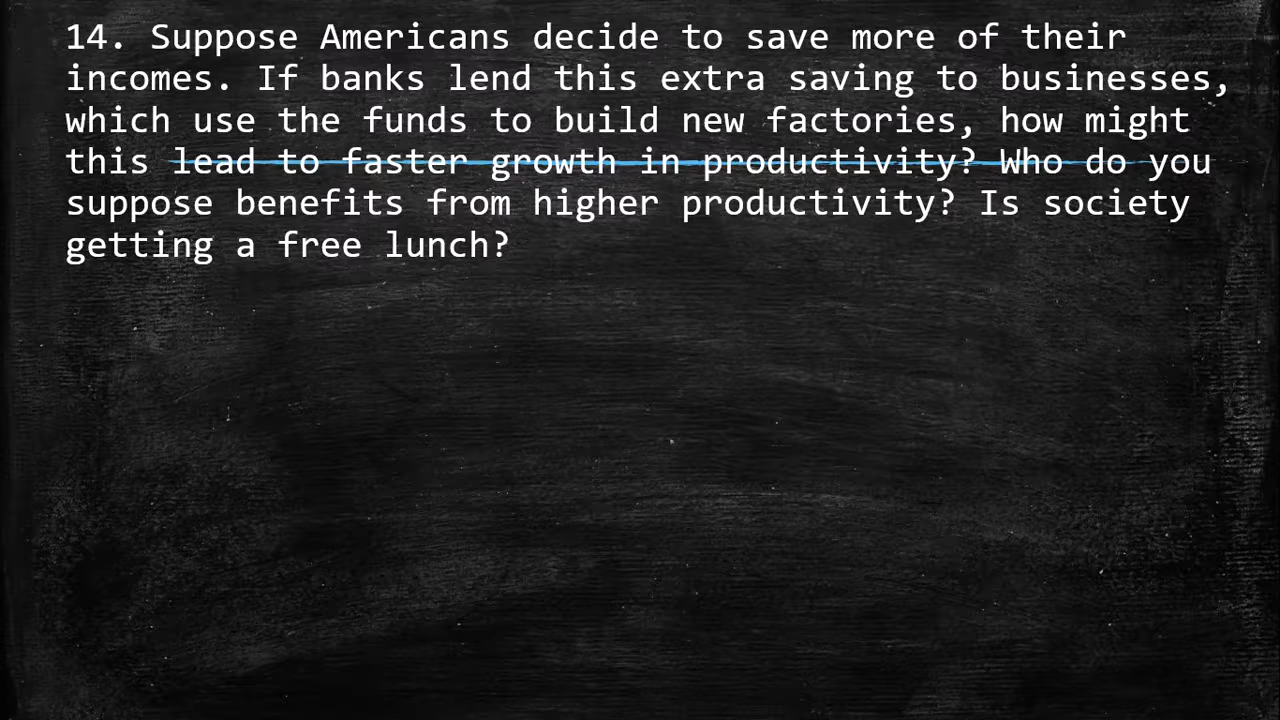 14. Suppose Americans decide to save more of their
incomes. If banks lend this extra saving to businesses,
which use the funds to build new factories, how might
this lead to faster growth in productivity? Who do you
suppose benefits from higher productivity? Is society
getting a free lunch?